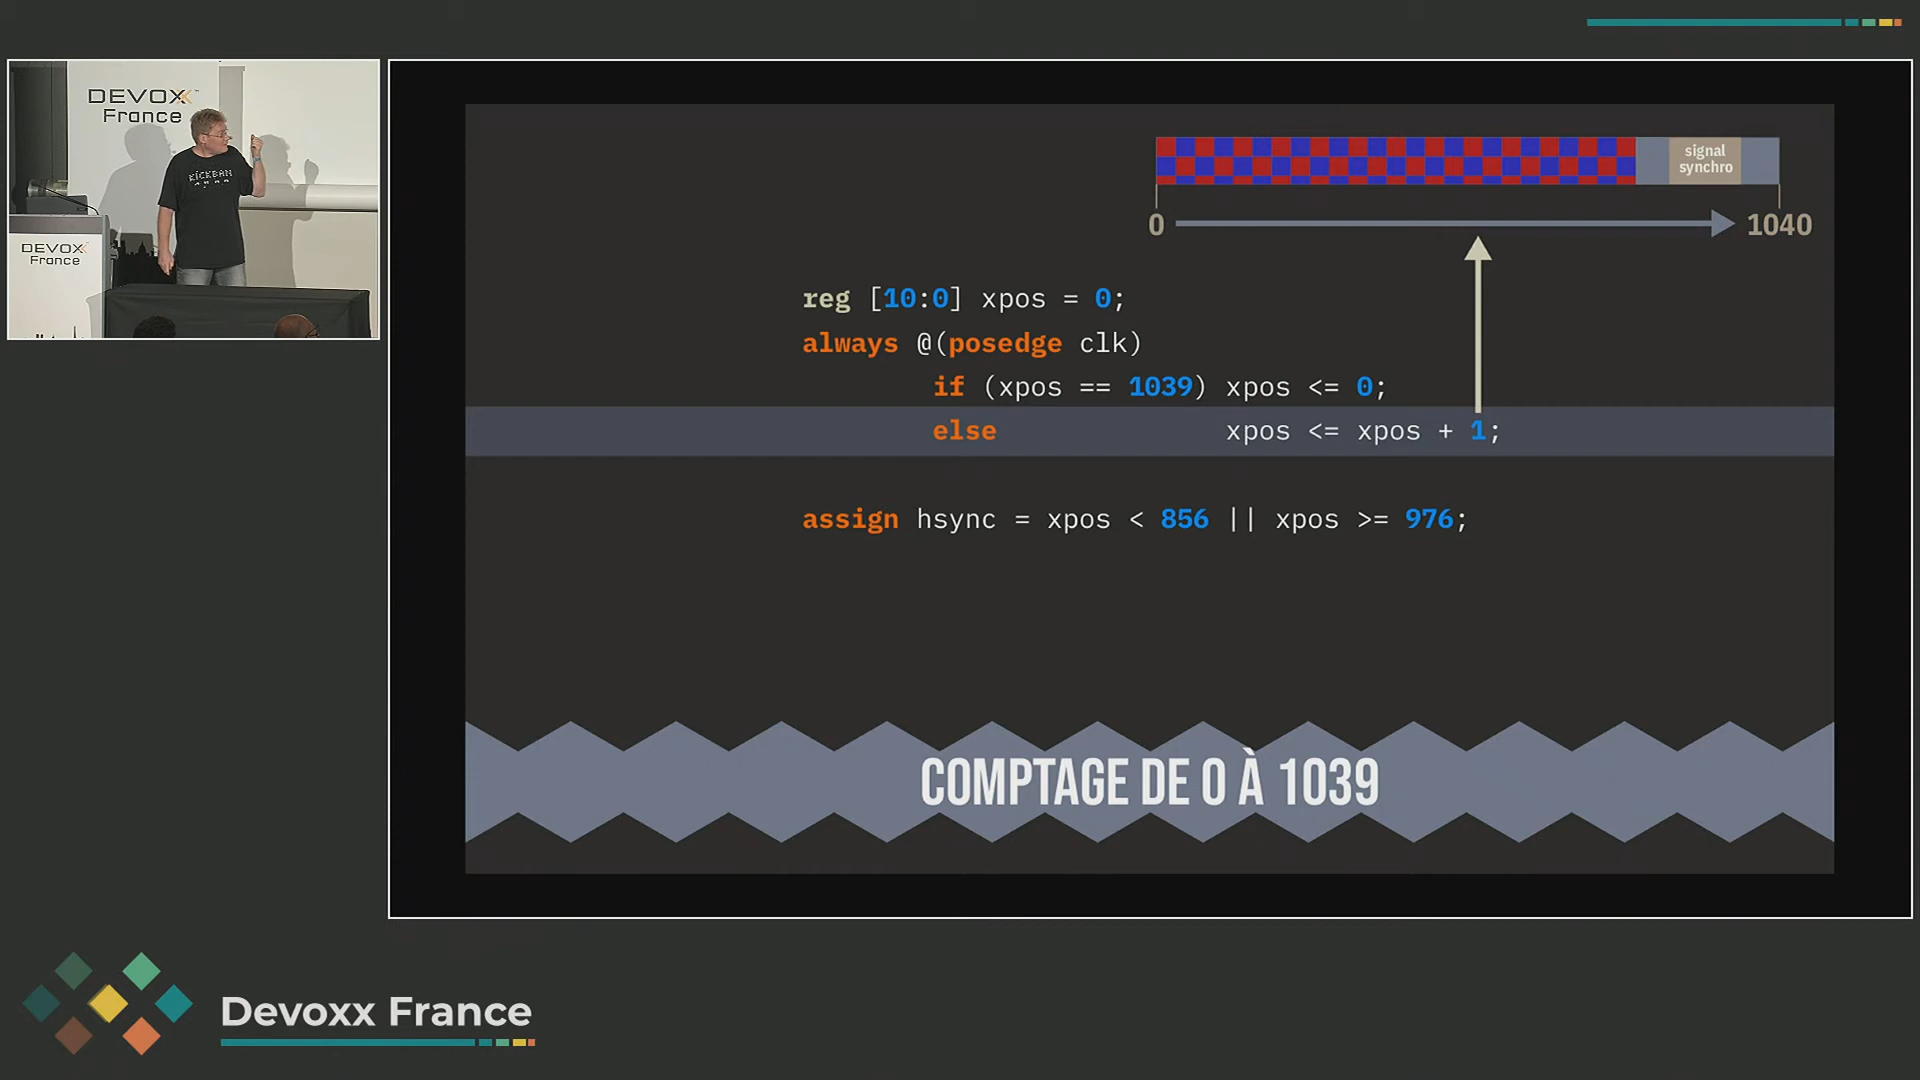 DEVOXX
France
KICKBAN
DEVOXX
France
signal
synchro
0
1040
reg [10:0] xpos = 0;
always @(posedge clk)
if (xpos == 1039) xpos <= 0;
else xpos <= xpos + 1;
assign hsync = xpos < 856 || xpos >= 976;
COMPTAGE DE 0 À 1039
Devoxx France